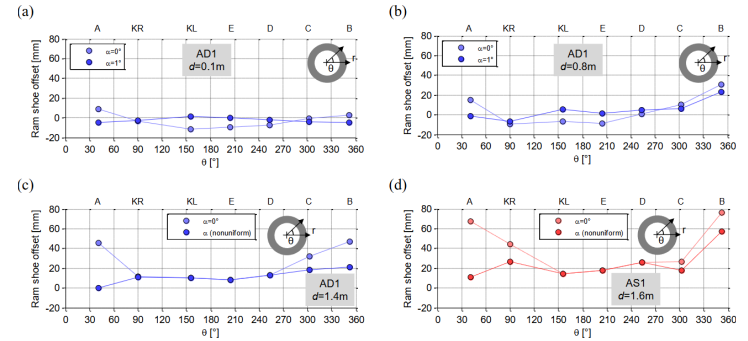 (a)
A KR KL E D C B
Ram shoe offset [mm]
80
60
40
20
0
-20
α=0°
α=1°
AD1
d=0.1m
r
θ
0 30 60 90 120 150 180 210 240 270 300 330 360
θ [°]
(b)
A KR KL E D C B
Ram shoe offset [mm]
80
60
40
20
0
-20
α=0°
α=1°
AD1
d=0.8m
r
θ
0 30 60 90 120 150 180 210 240 270 300 330 360
θ [°]
(c)
A KR KL E D C B
Ram shoe offset [mm]
80
60
40
20
0
-20
α=0°
α (nonuniform)
r
θ
AD1
d=1.4m
0 30 60 90 120 150 180 210 240 270 300 330 360
θ [°]
(d)
A KR KL E D C B
Ram shoe offset [mm]
80
60
40
20
0
-20
α=0°
α (nonuniform)
r
θ
AS1
d=1.6m
0 30 60 90 120 150 180 210 240 270 300 330 360
θ [°]